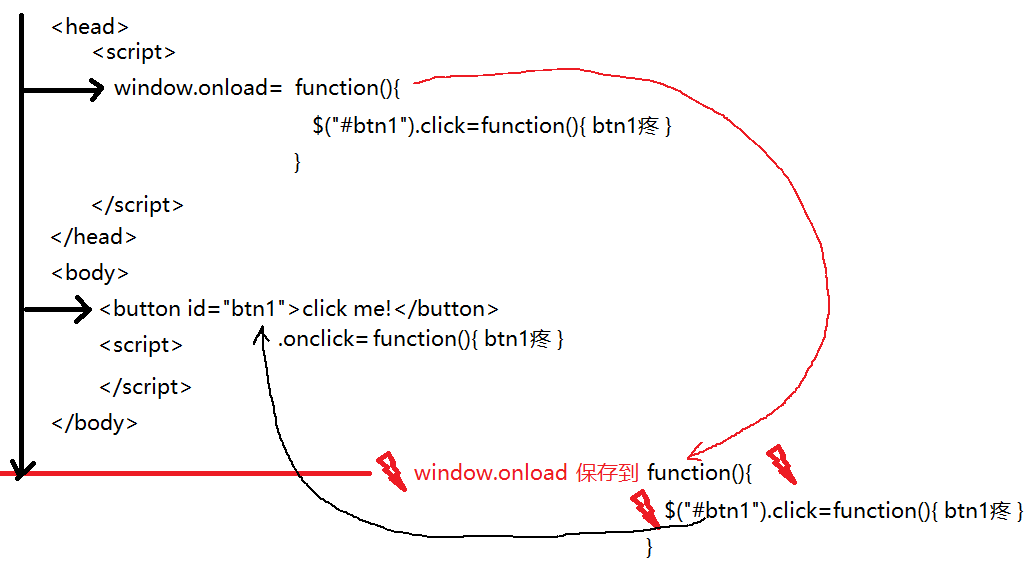 <head>
<script>
window.onload= function(){
$("#btn1").click=function(){ btn1疼 }
}
</script>
</head>
<body>
<button id="btn1">click me!</button>
.onclick=function(){ btn1疼 }
<script>
</script>
</body>
window.onload 保存到 function(){
$("#btn1").click=function(){ btn1疼 }
}